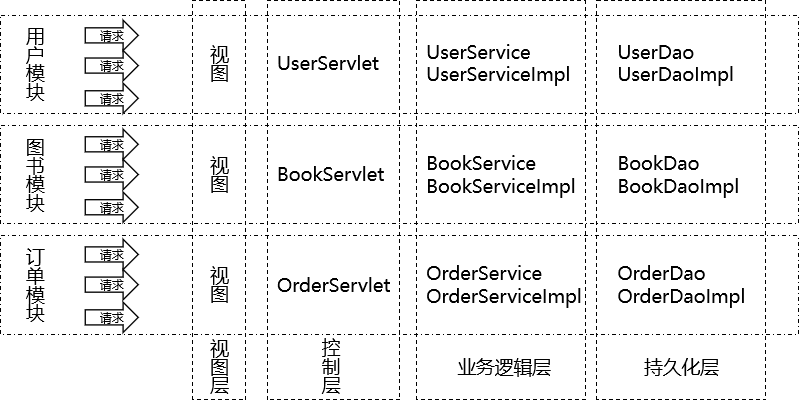 用户模块
请求
请求
请求
视图
UserServlet
UserService
UserServiceImpl
UserDao
UserDaoImpl
图书模块
请求
请求
请求
视图
BookServlet
BookService
BookServiceImpl
BookDao
BookDaoImpl
订单模块
请求
请求
请求
视图
OrderServlet
OrderService
OrderServiceImpl
OrderDao
OrderDaoImpl
视图层
控制层
业务逻辑层
持久化层